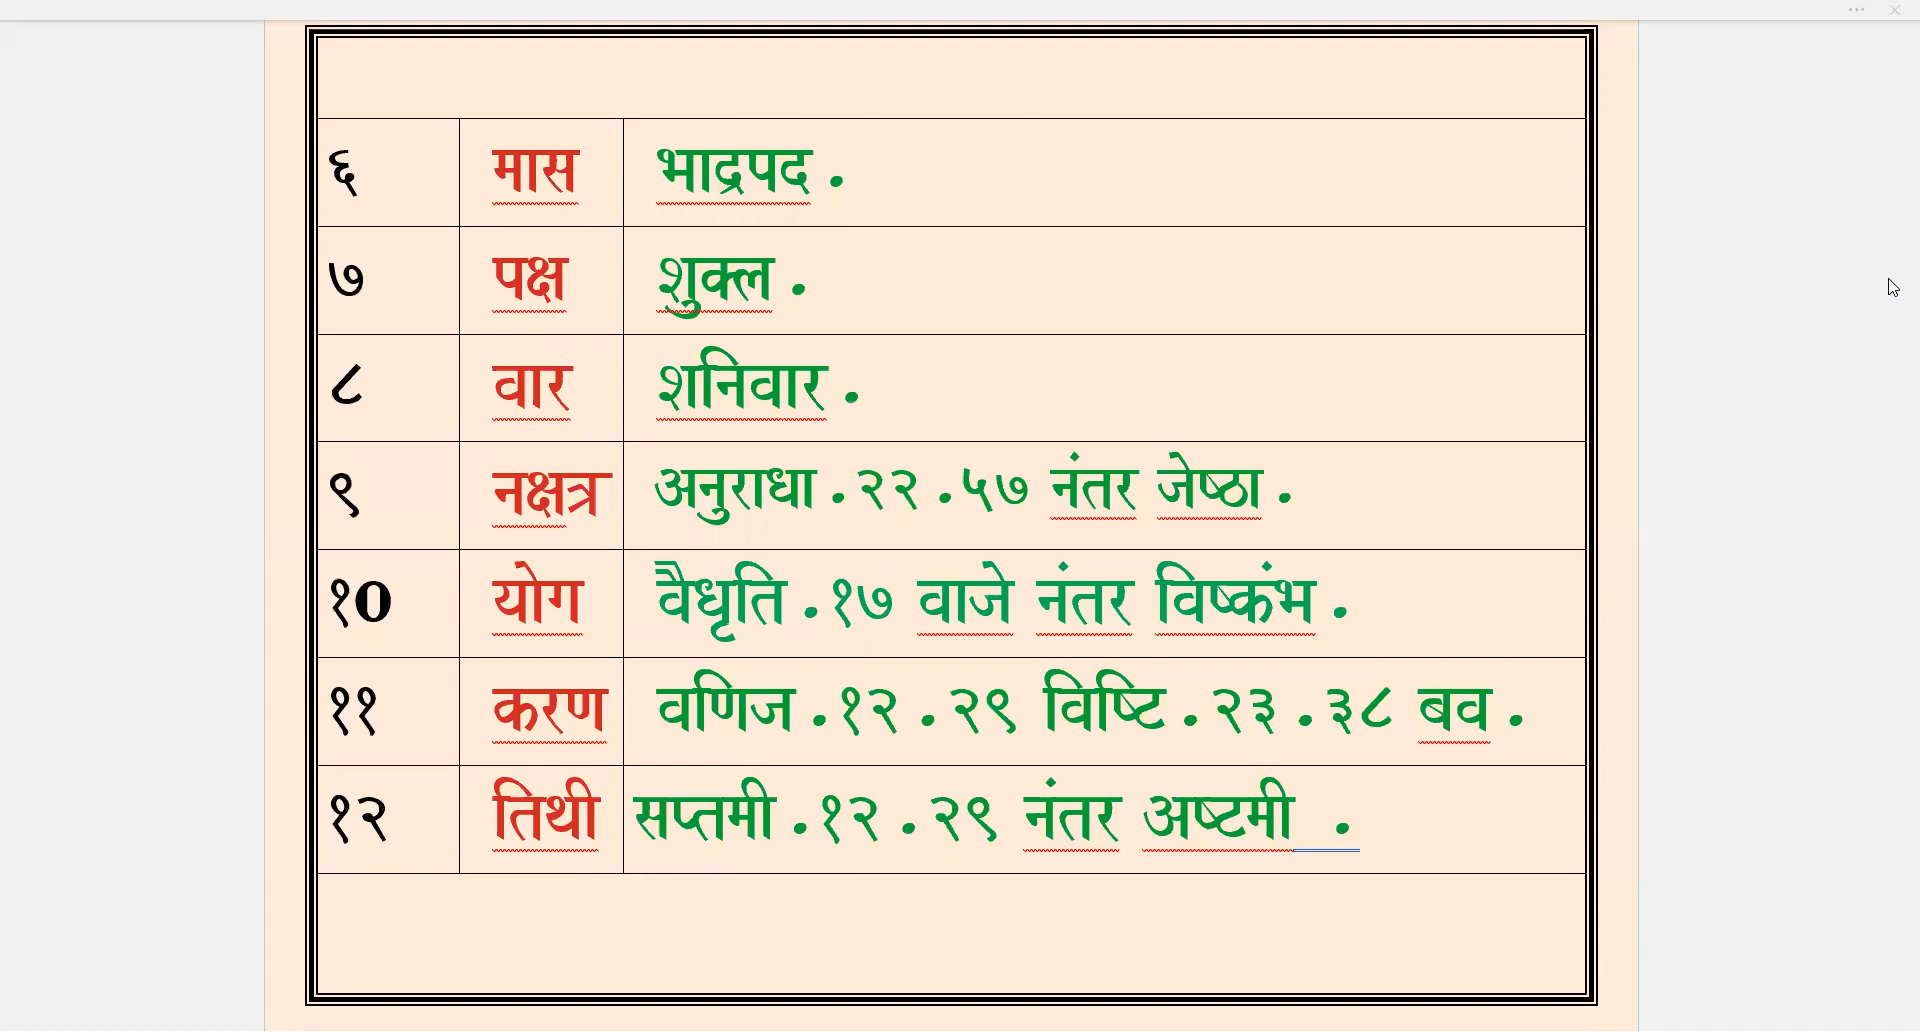 ६ मास भाद्रपद .
७ पक्ष शुक्ल .
८ वार शनिवार .
९ नक्षत्र अनुराधा .२२ .५७ नंतर जेष्ठा .
१0 योग वैधृति .१७ वाजे नंतर विष्कंभ .
११ करण वणिज .१२ . २९ विष्टि .२३ .३८ बव .
१२ तिथी सप्तमी .१२ . २९ नंतर अष्टमी .